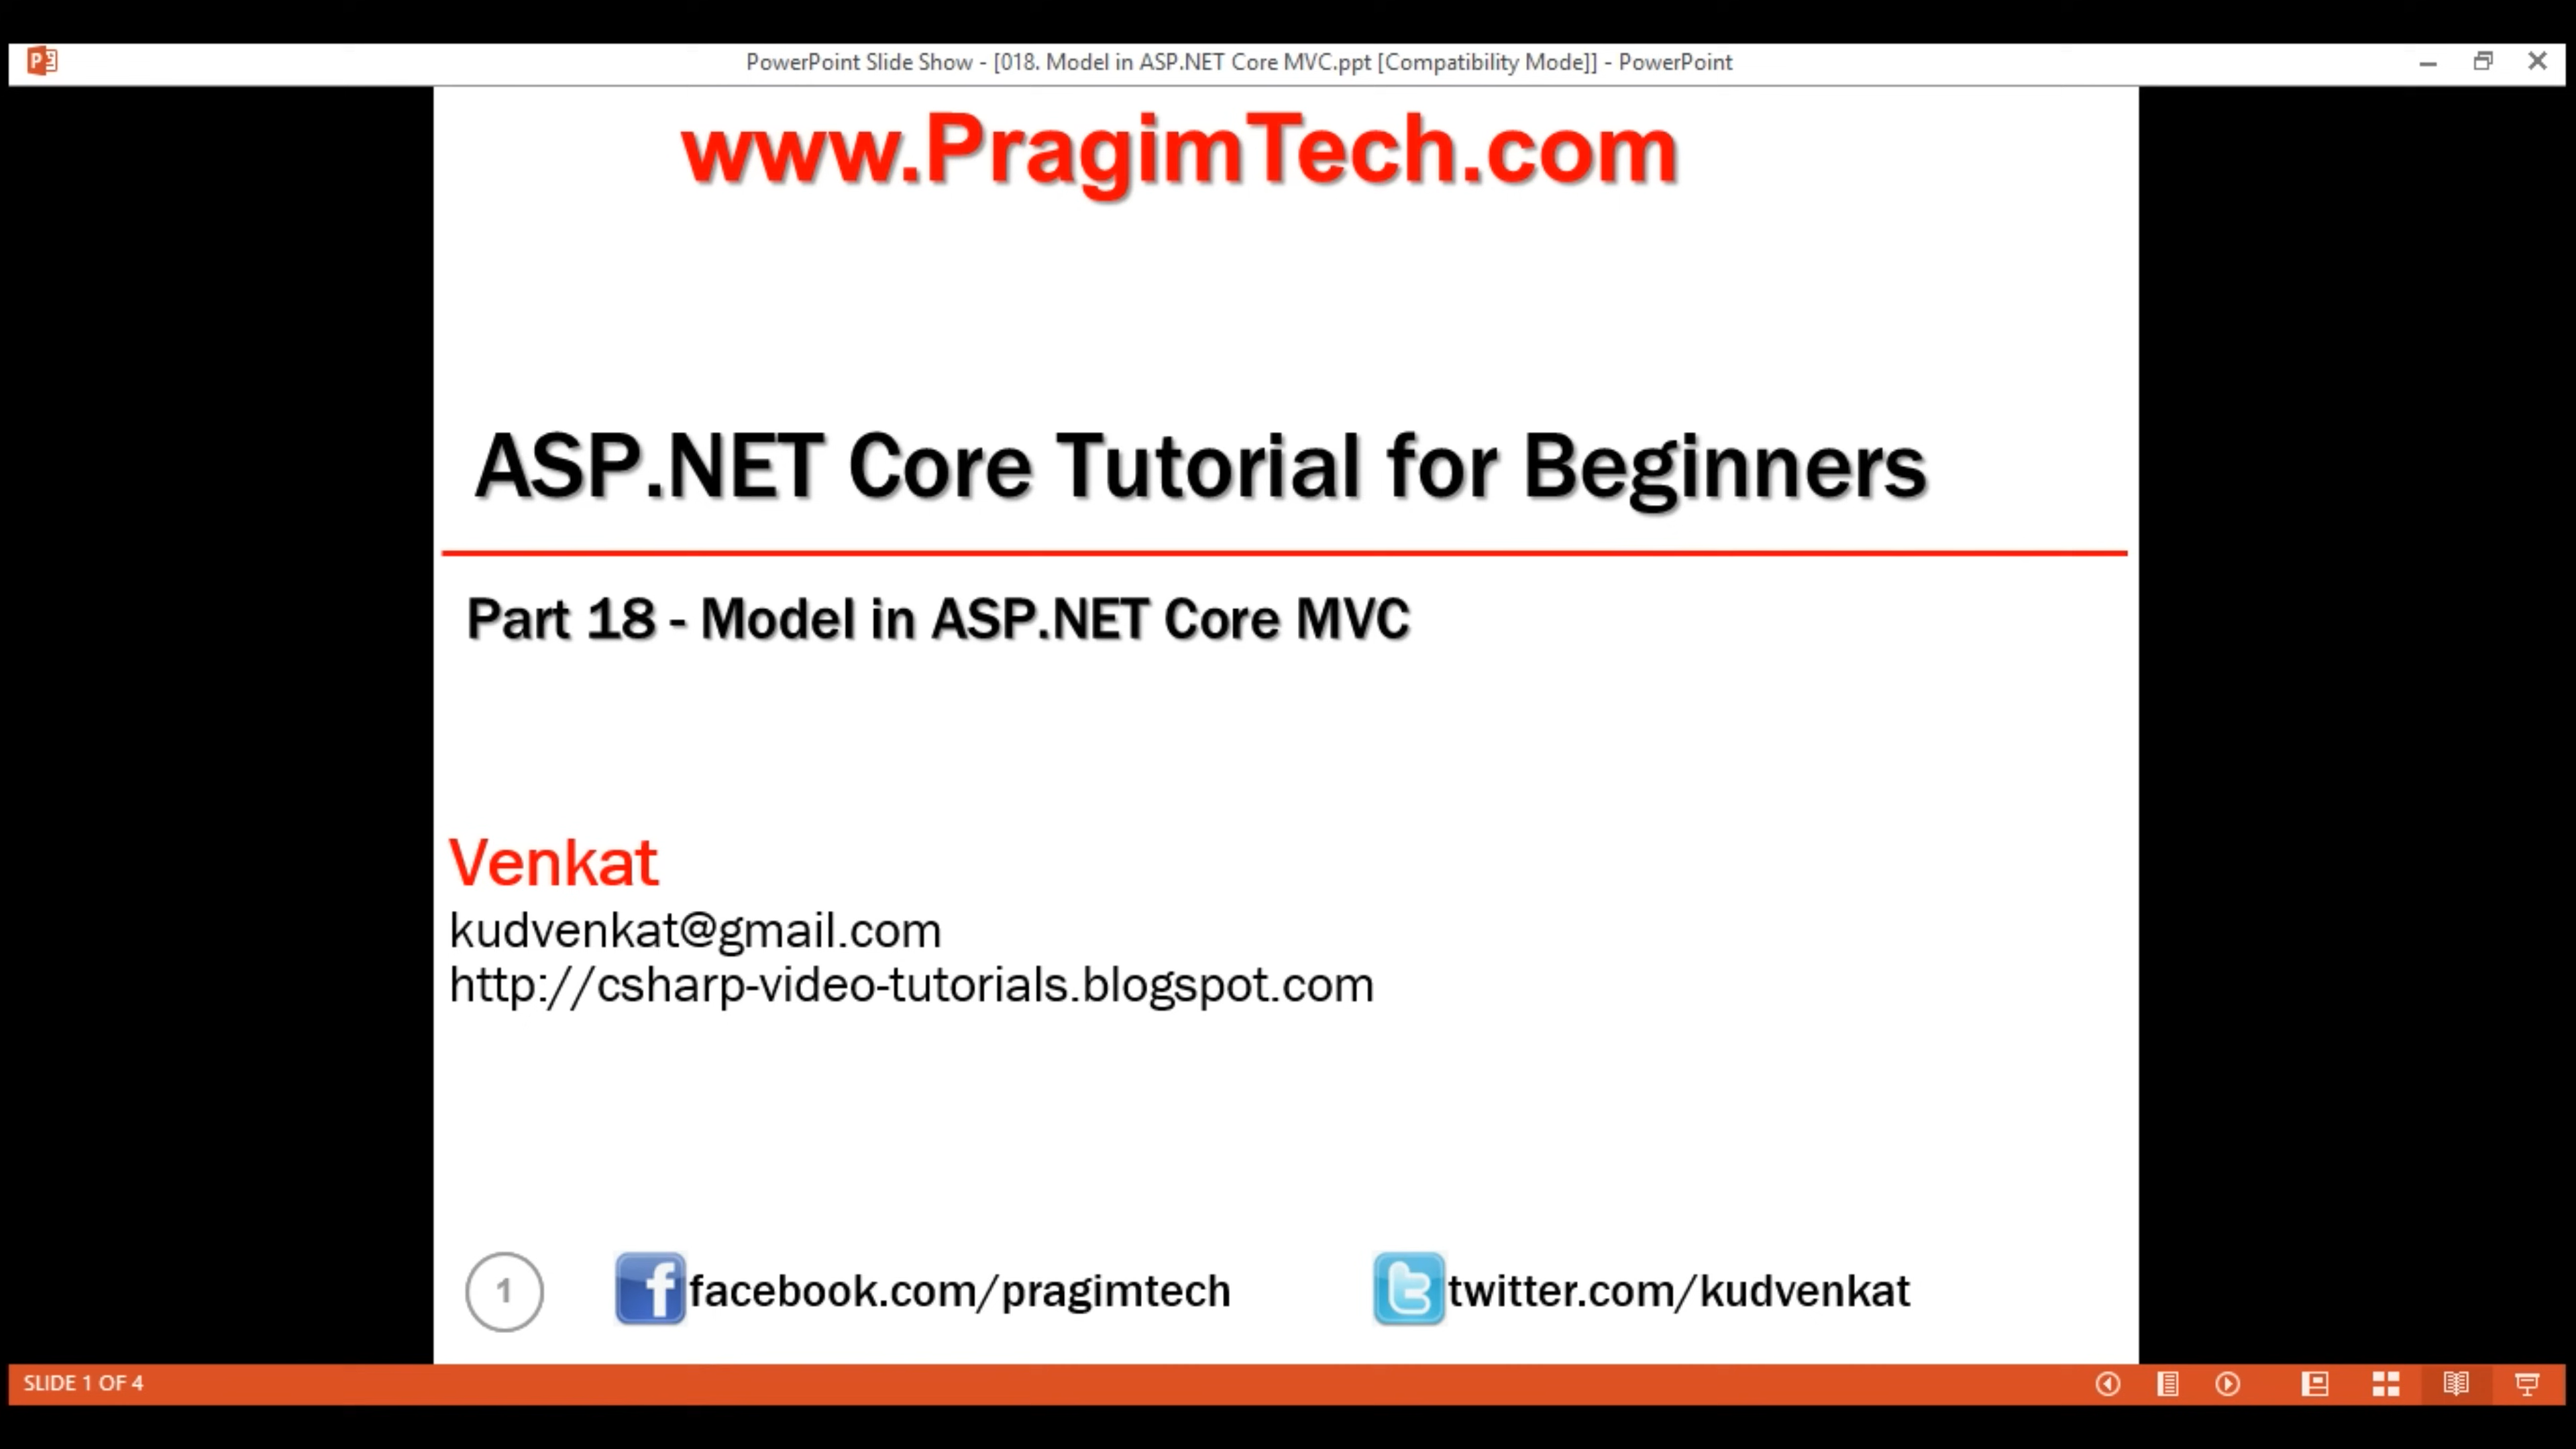 PowerPoint Slide Show - [018. Model in ASP.NET Core MVC.ppt [Compatibility Mode]] - PowerPoint
www.PragimTech.com
ASP.NET Core Tutorial for Beginners
Part 18 - Model in ASP.NET Core MVC
Venkat
kudvenkat@gmail.com
http://csharp-video-tutorials.blogspot.com
1
facebook.com/pragimtech
twitter.com/kudvenkat
SLIDE 1 OF 4